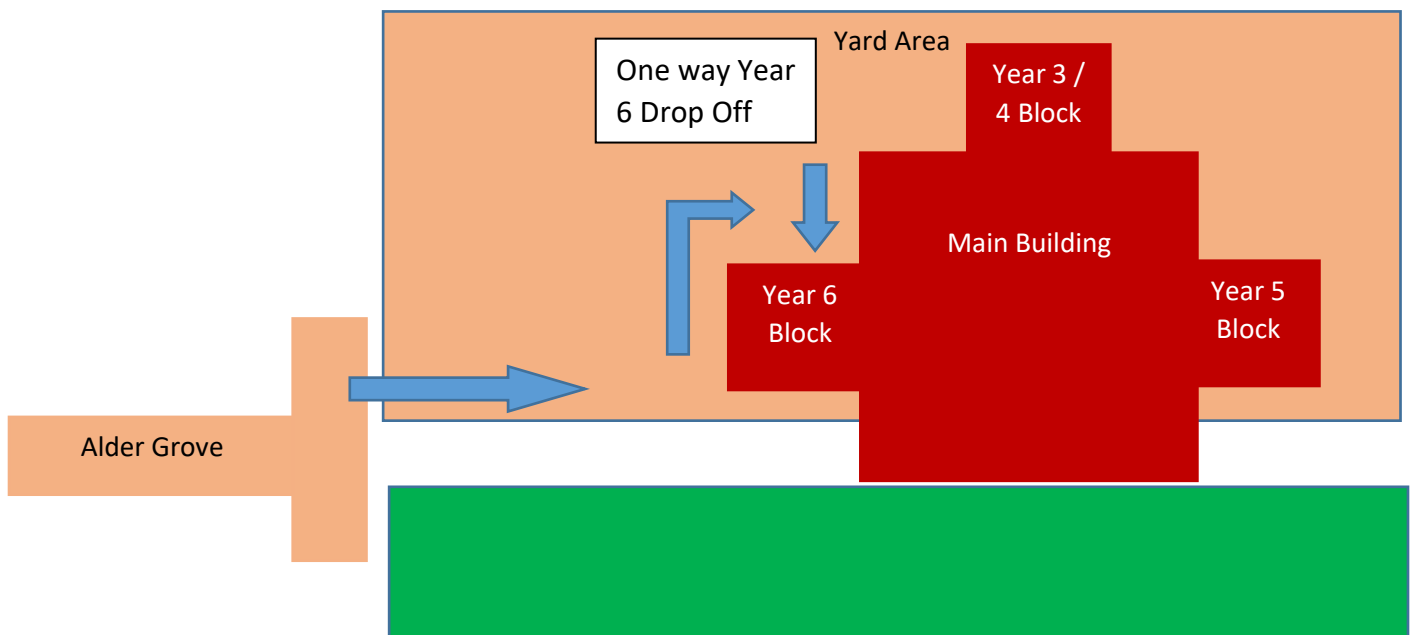 Yard Area
One way Year
6 Drop Off
Year 3 /
4 Block
Main Building
Year 6
Block
Year 5
Block
Alder Grove